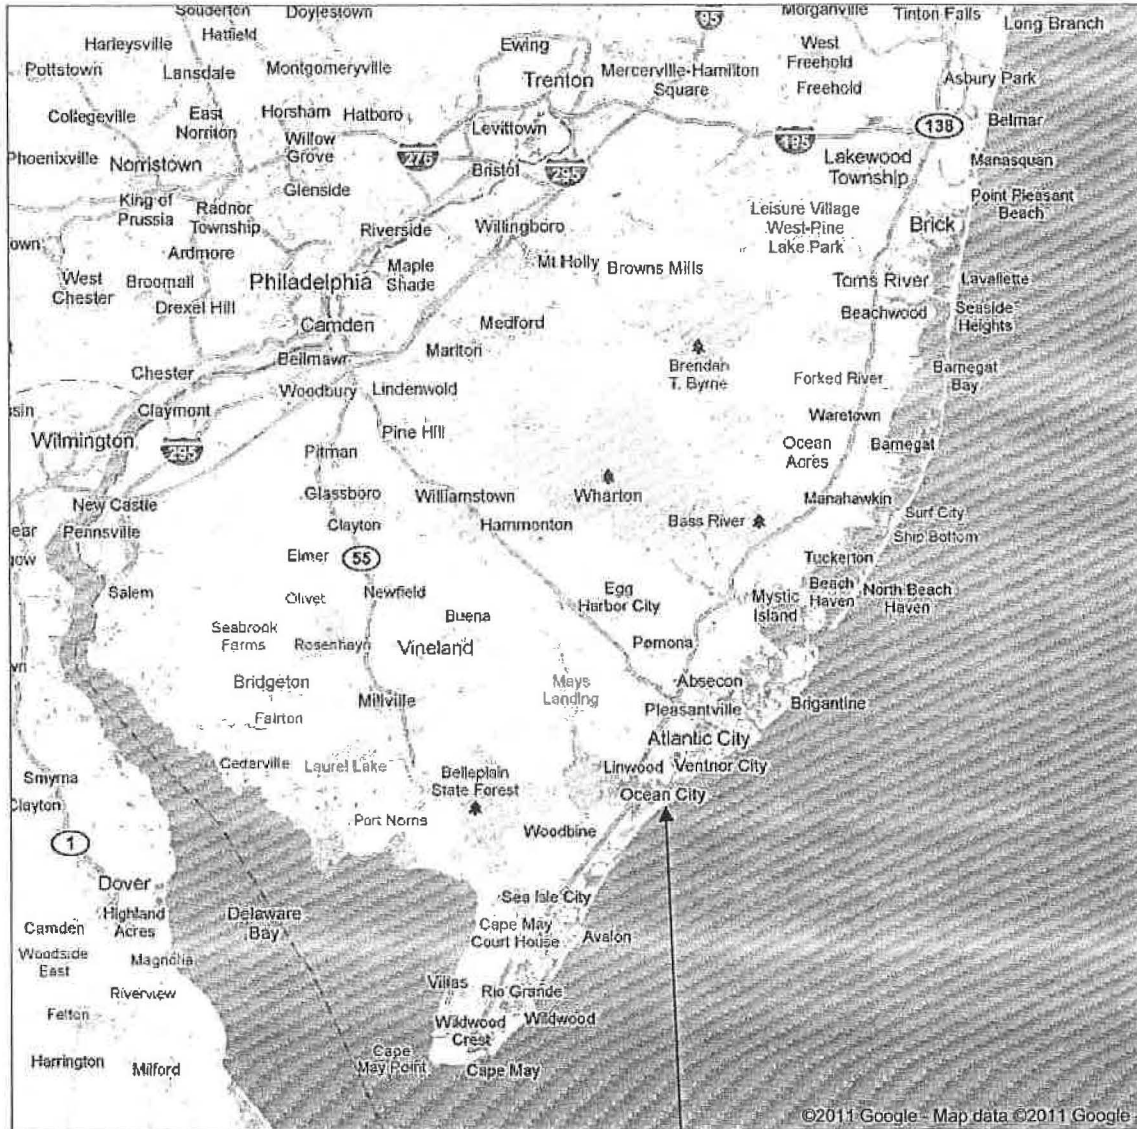 Souderton
Doylestown
95
Morganville
Tinton Falls
Long Branch
Harleysville
Hatfield
Ewing
West
Freehold
Pottstown
Lansdale
Montgomeryville
Trenton
Mercerville-Hamilton
Square
Freehold
Asbury Park
Collegeville
East
Norriton
Horsham
Hatboro
Levittown
195
138
Belmar
Phoenixville
Norristown
Willow
Grove
276
Bristol
295
Lakewood
Township
Manasquan
Glenside
King of
Prussia
Radnor
Township
Riverside
Willingboro
Leisure Village
West-Pine
Lake Park
Point Pleasant
Beach
Brick
own
Ardmore
Maple
Shade
Mt Holly
Browns Mills
West
Chester
Broomall
Philadelphia
Toms River
Lavallette
Drexel Hill
Camden
Medford
Beachwood
Seaside
Heights
Bellmawr
Marlton
Brendan
T. Byrne
Barnegat
Bay
Chester
Woodbury
Lindenwold
Forked River
ssin
Claymont
Pine Hill
Waretown
Wilmington
295
Pitman
Ocean
Acres
Barnegat
Glassboro
Williamstown
Wharton
Manahawkin
New Castle
Surf City
ear
Pennsville
Clayton
Hammonton
Bass River
Ship Bottom
gow
Elmer
55
Tuckerton
Salem
Olivet
Newfield
Egg
Harbor City
Mystic
Island
Beach
Haven
North Beach
Haven
Seabrook
Farms
Rosenhayn
Buena
Vineland
Pomona
wn
Bridgeton
Mays
Landing
Absecon
Fairton
Millville
Pleasantville
Brigantine
Atlantic City
Cedarville
Laurel Lake
Belleplain
State Forest
Linwood
Ventnor City
Smyrna
Clayton
Ocean City
Port Norris
Woodbine
1
Dover
Sea Isle City
Highland
Acres
Delaware
Bay
Camden
Cape May
Court House
Avalon
Woodside
East
Magnolia
Villas
Rio Grande
Riverview
Felton
Wildwood
Crest
Wildwood
Harrington
Milford
Cape
May Point
Cape May
©2011 Google - Map data ©2011 Google